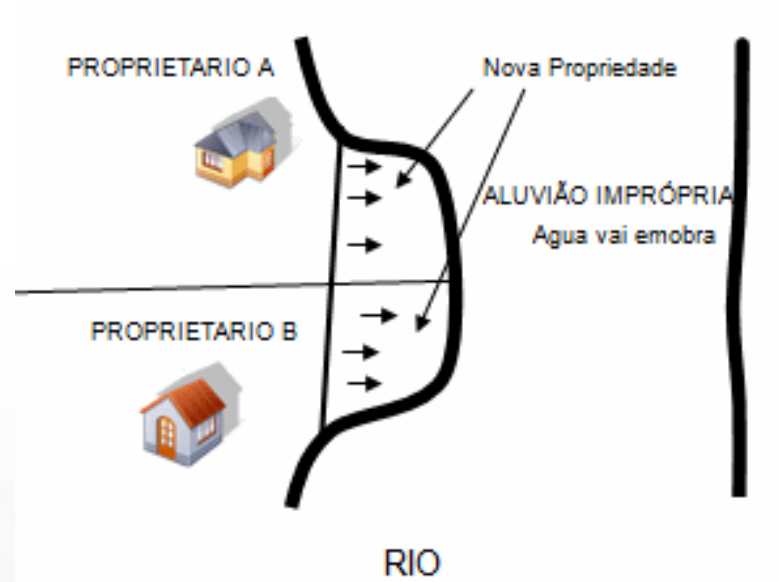 PROPRIETARIO A
Nova Propriedade
ALUVIÃO IMPRÓPRIA
Agua vai emobra
PROPRIETARIO B
RIO